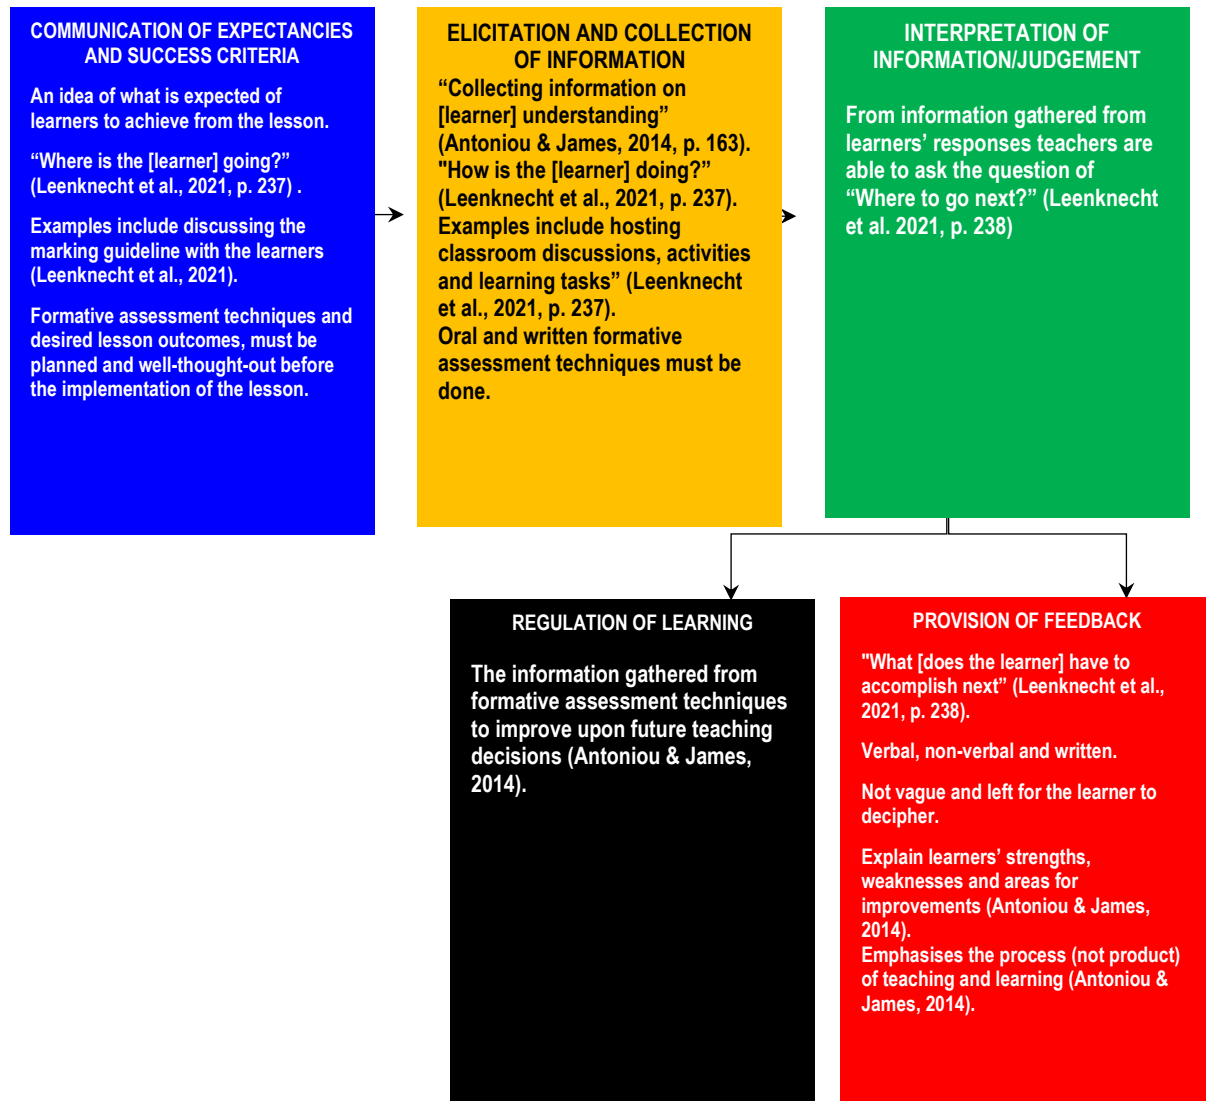 COMMUNICATION OF EXPECTANCIES
AND SUCCESS CRITERIA
An idea of what is expected of
learners to achieve from the lesson.
“Where is the [learner] going?”
(Leenknecht et al., 2021, p. 237) .
Examples include discussing the
marking guideline with the learners
(Leenknecht et al., 2021).
Formative assessment techniques and
desired lesson outcomes, must be
planned and well-thought-out before
the implementation of the lesson.
ELICITATION AND COLLECTION
OF INFORMATION
“Collecting information on
[learner] understanding”
(Antoniou & James, 2014, p. 163).
"How is the [learner] doing?”
(Leenknecht et al., 2021, p. 237).
Examples include hosting
classroom discussions, activities
and learning tasks” (Leenknecht
et al., 2021, p. 237).
Oral and written formative
assessment techniques must be
done.
INTERPRETATION OF
INFORMATION/JUDGEMENT
From information gathered from
learners’ responses teachers are
able to ask the question of
“Where to go next?” (Leenknecht
et al. 2021, p. 238)
REGULATION OF LEARNING
The information gathered from
formative assessment techniques
to improve upon future teaching
decisions (Antoniou & James,
2014).
PROVISION OF FEEDBACK
"What [does the learner] have to
accomplish next” (Leenknecht et al.,
2021, p. 238).
Verbal, non-verbal and written.
Not vague and left for the learner to
decipher.
Explain learners’ strengths,
weaknesses and areas for
improvements (Antoniou & James,
2014).
Emphasises the process (not product)
of teaching and learning (Antoniou &
James, 2014).